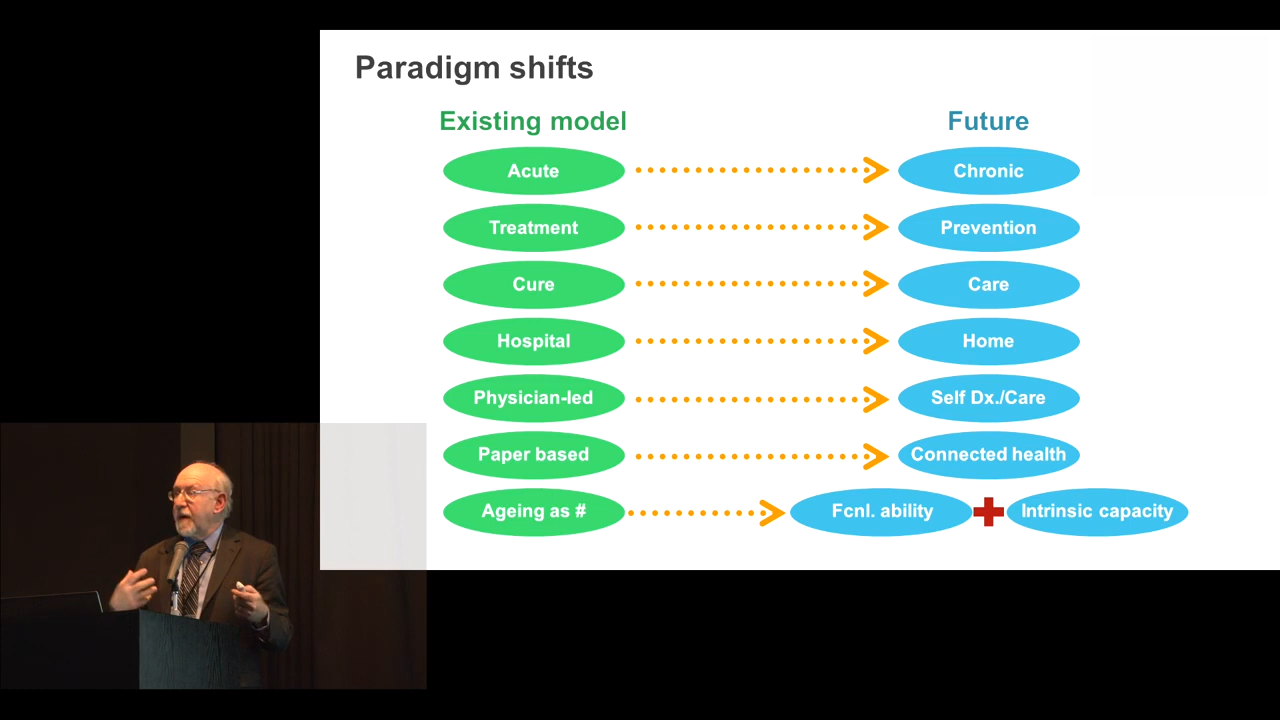 Paradigm shifts
Existing model
Future
Acute
Chronic
Treatment
Prevention
Cure
Care
Hospital
Home
Physician-led
Self Dx./Care
Paper based
Connected health
Ageing as #
Fcnl. ability
Intrinsic capacity